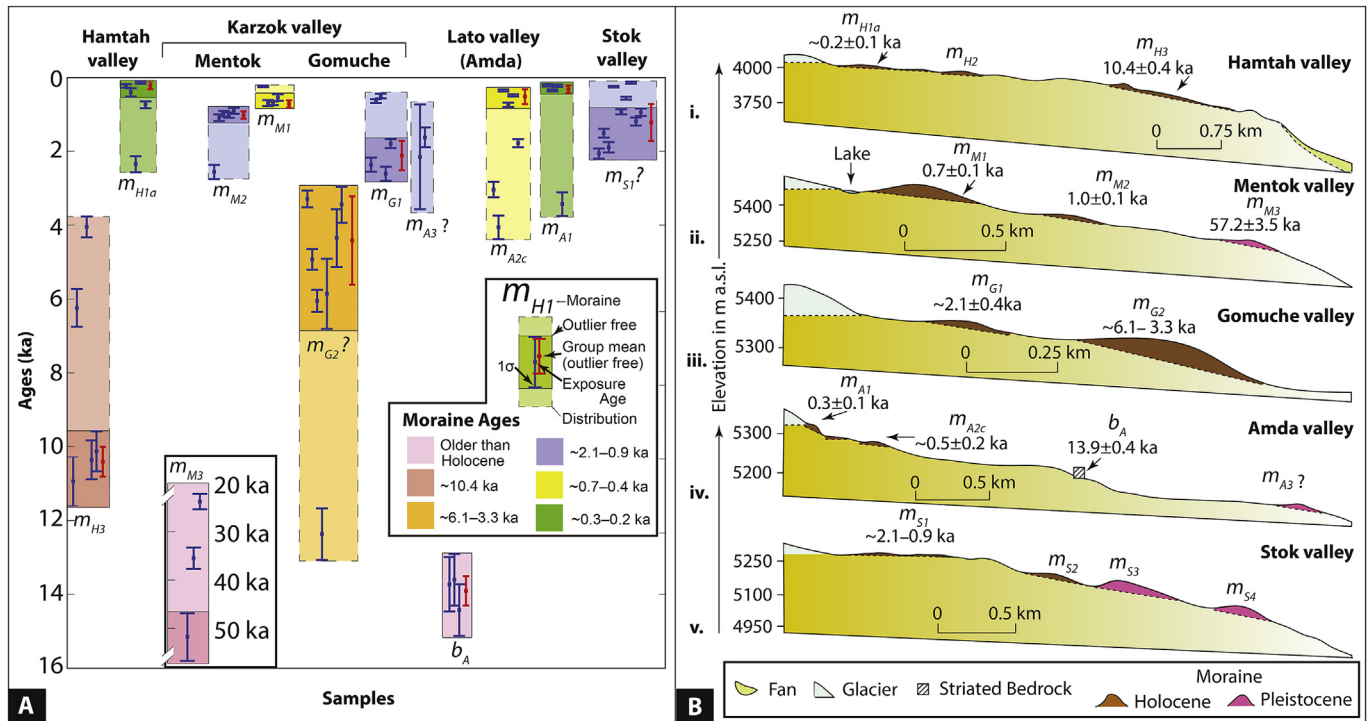 Hamtah valley
Karzok valley
Mentok
Gomuche
Lato valley (Amda)
Stok valley
Ages (ka)
0
2
4
6
8
10
12
14
16
mH1a
mM2
mM1
mG1
mA3 ?
mA2c
mA1
mS1?
mH3
mG2 ?
bA
mM3
20 ka
30 ka
40 ka
50 ka
mH1
Moraine
Outlier free
Group mean
(outlier free)
1σ
Exposure
Age
Distribution
Moraine Ages
Older than
Holocene
~10.4 ka
~6.1–3.3 ka
~2.1–0.9 ka
~0.7–0.4 ka
~0.3–0.2 ka
Samples
A
Elevation in m a.s.l.
i.
4000
3750
mH1a
~0.2±0.1 ka
mH2
mH3
10.4±0.4 ka
Hamtah valley
0 0.75 km
ii.
5400
5250
Lake
mM1
0.7±0.1 ka
mM2
1.0±0.1 ka
Mentok valley
mM3
57.2±3.5 ka
0 0.5 km
iii.
5400
5300
mG1
~2.1±0.4ka
mG2
~6.1– 3.3 ka
Gomuche valley
0 0.25 km
iv.
5300
5200
mA1
0.3±0.1 ka
mA2c
~0.5±0.2 ka
bA
13.9±0.4 ka
Amda valley
mA3 ?
0 0.5 km
v.
5250
5100
4950
mS1
~2.1–0.9 ka
mS2
mS3
mS4
Stok valley
0 0.5 km
Fan
Glacier
Striated Bedrock
Moraine
Holocene
Pleistocene
B